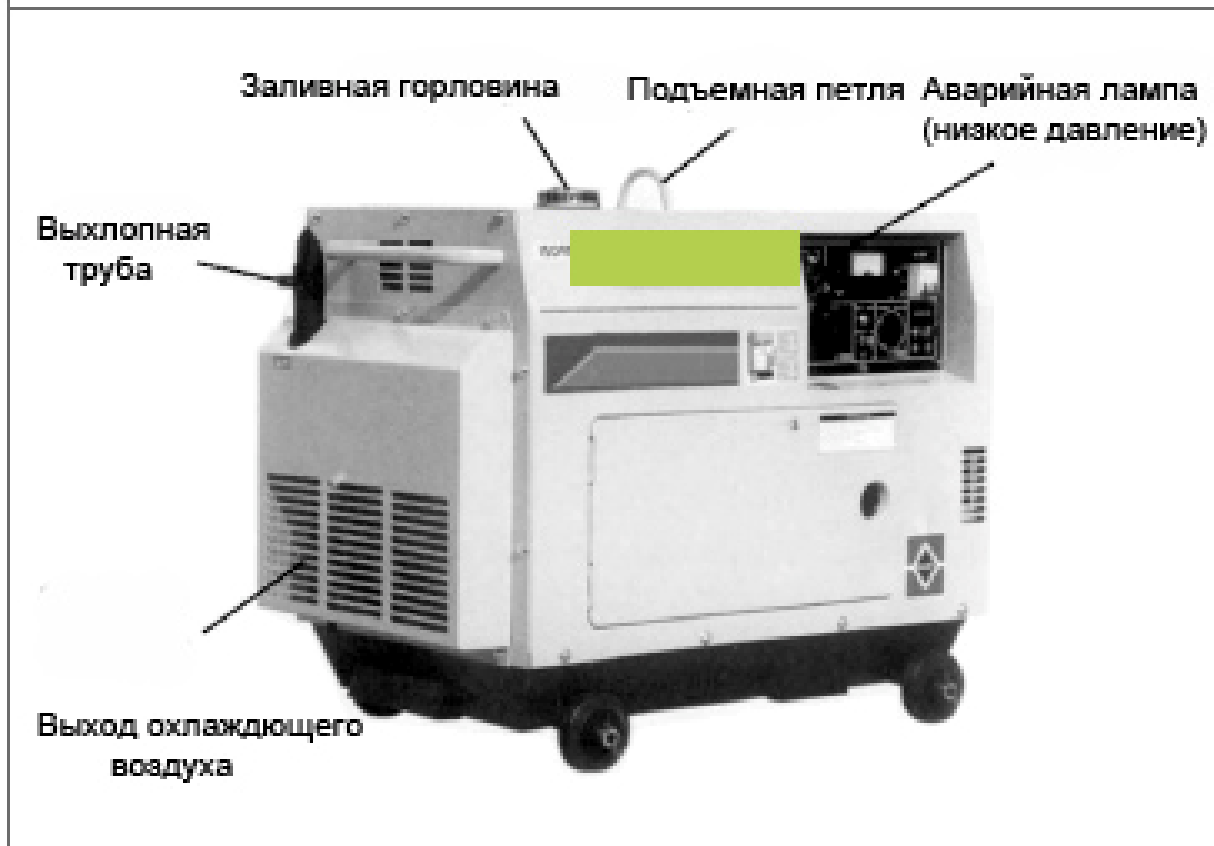 Заливная горловина
Подъемная петля
Аварийная лампа
(низкое давление)
Выхлопная
труба
Выход охлаждющего
воздуха